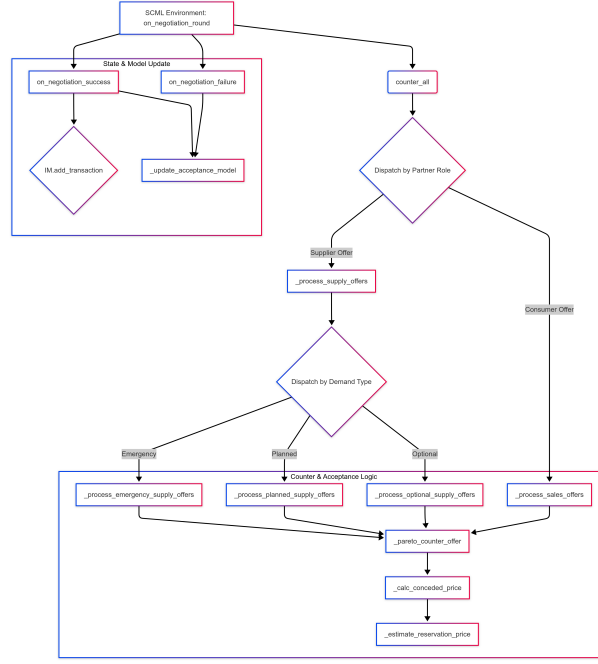 SCML Environment:
on_negotiation_round
State & Model Update
on_negotiation_success
on_negotiation_failure
counter_all
IM.add_transaction
_update_acceptance_model
Dispatch by Partner Role
Supplier Offer
_process_supply_offers
Consumer Offer
Dispatch by Demand Type
Emergency
Planned
Optional
Counter & Acceptance Logic
_process_emergency_supply_offers
_process_planned_supply_offers
_process_optional_supply_offers
_process_sales_offers
_pareto_counter_offer
_calc_conceded_price
_estimate_reservation_price